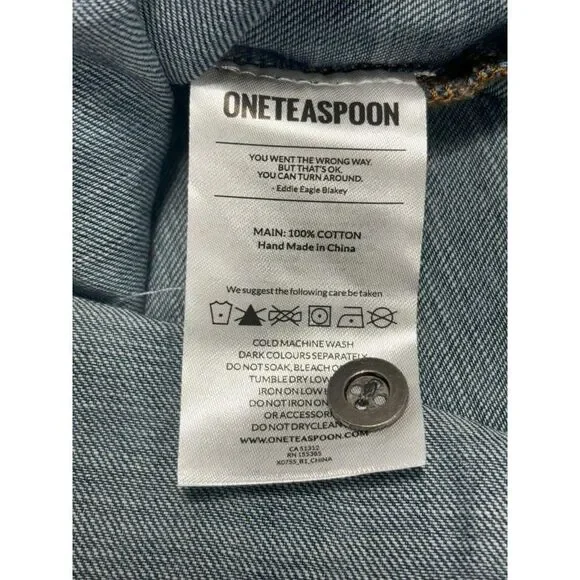 ONETEASPOON
YOU WENT THE WRONG WAY.
BUT THAT'S OK.
YOU CAN TURN AROUND.
- Eddie Eagle Blakey
MAIN: 100% COTTON
Hand Made in China
We suggest the following care be taken
COLD MACHINE WASH
DARK COLOURS SEPARATELY
DO NOT SOAK, BLEACH O
TUMBLE DRY LOW
IRON ON LOW
DO NOT IRON ON
OR ACCESSOR
DO NOT DRYCLEAN
WWW.ONETEASPOON.COM
CA 51312
RN 155365
X0755_B1_CHINA